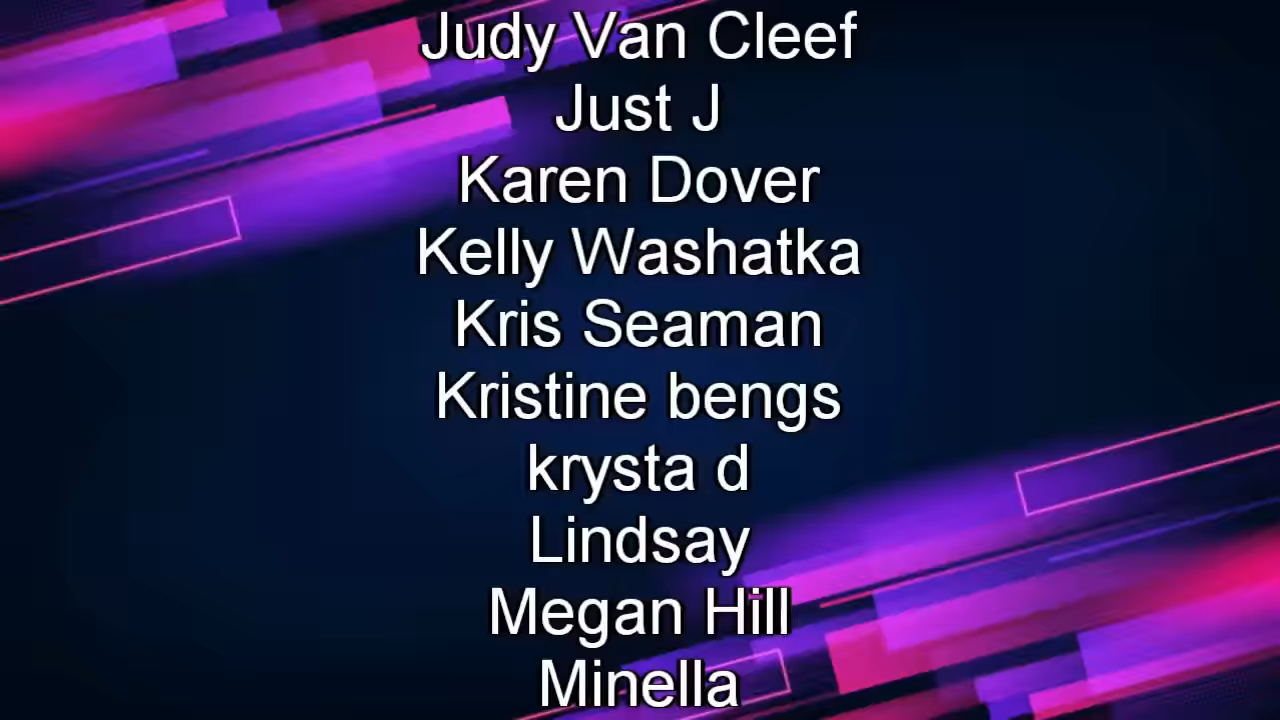 Judy Van Cleef
Just J
Karen Dover
Kelly Washatka
Kris Seaman
Kristine bengs
krysta d
Lindsay
Megan Hill
Minella